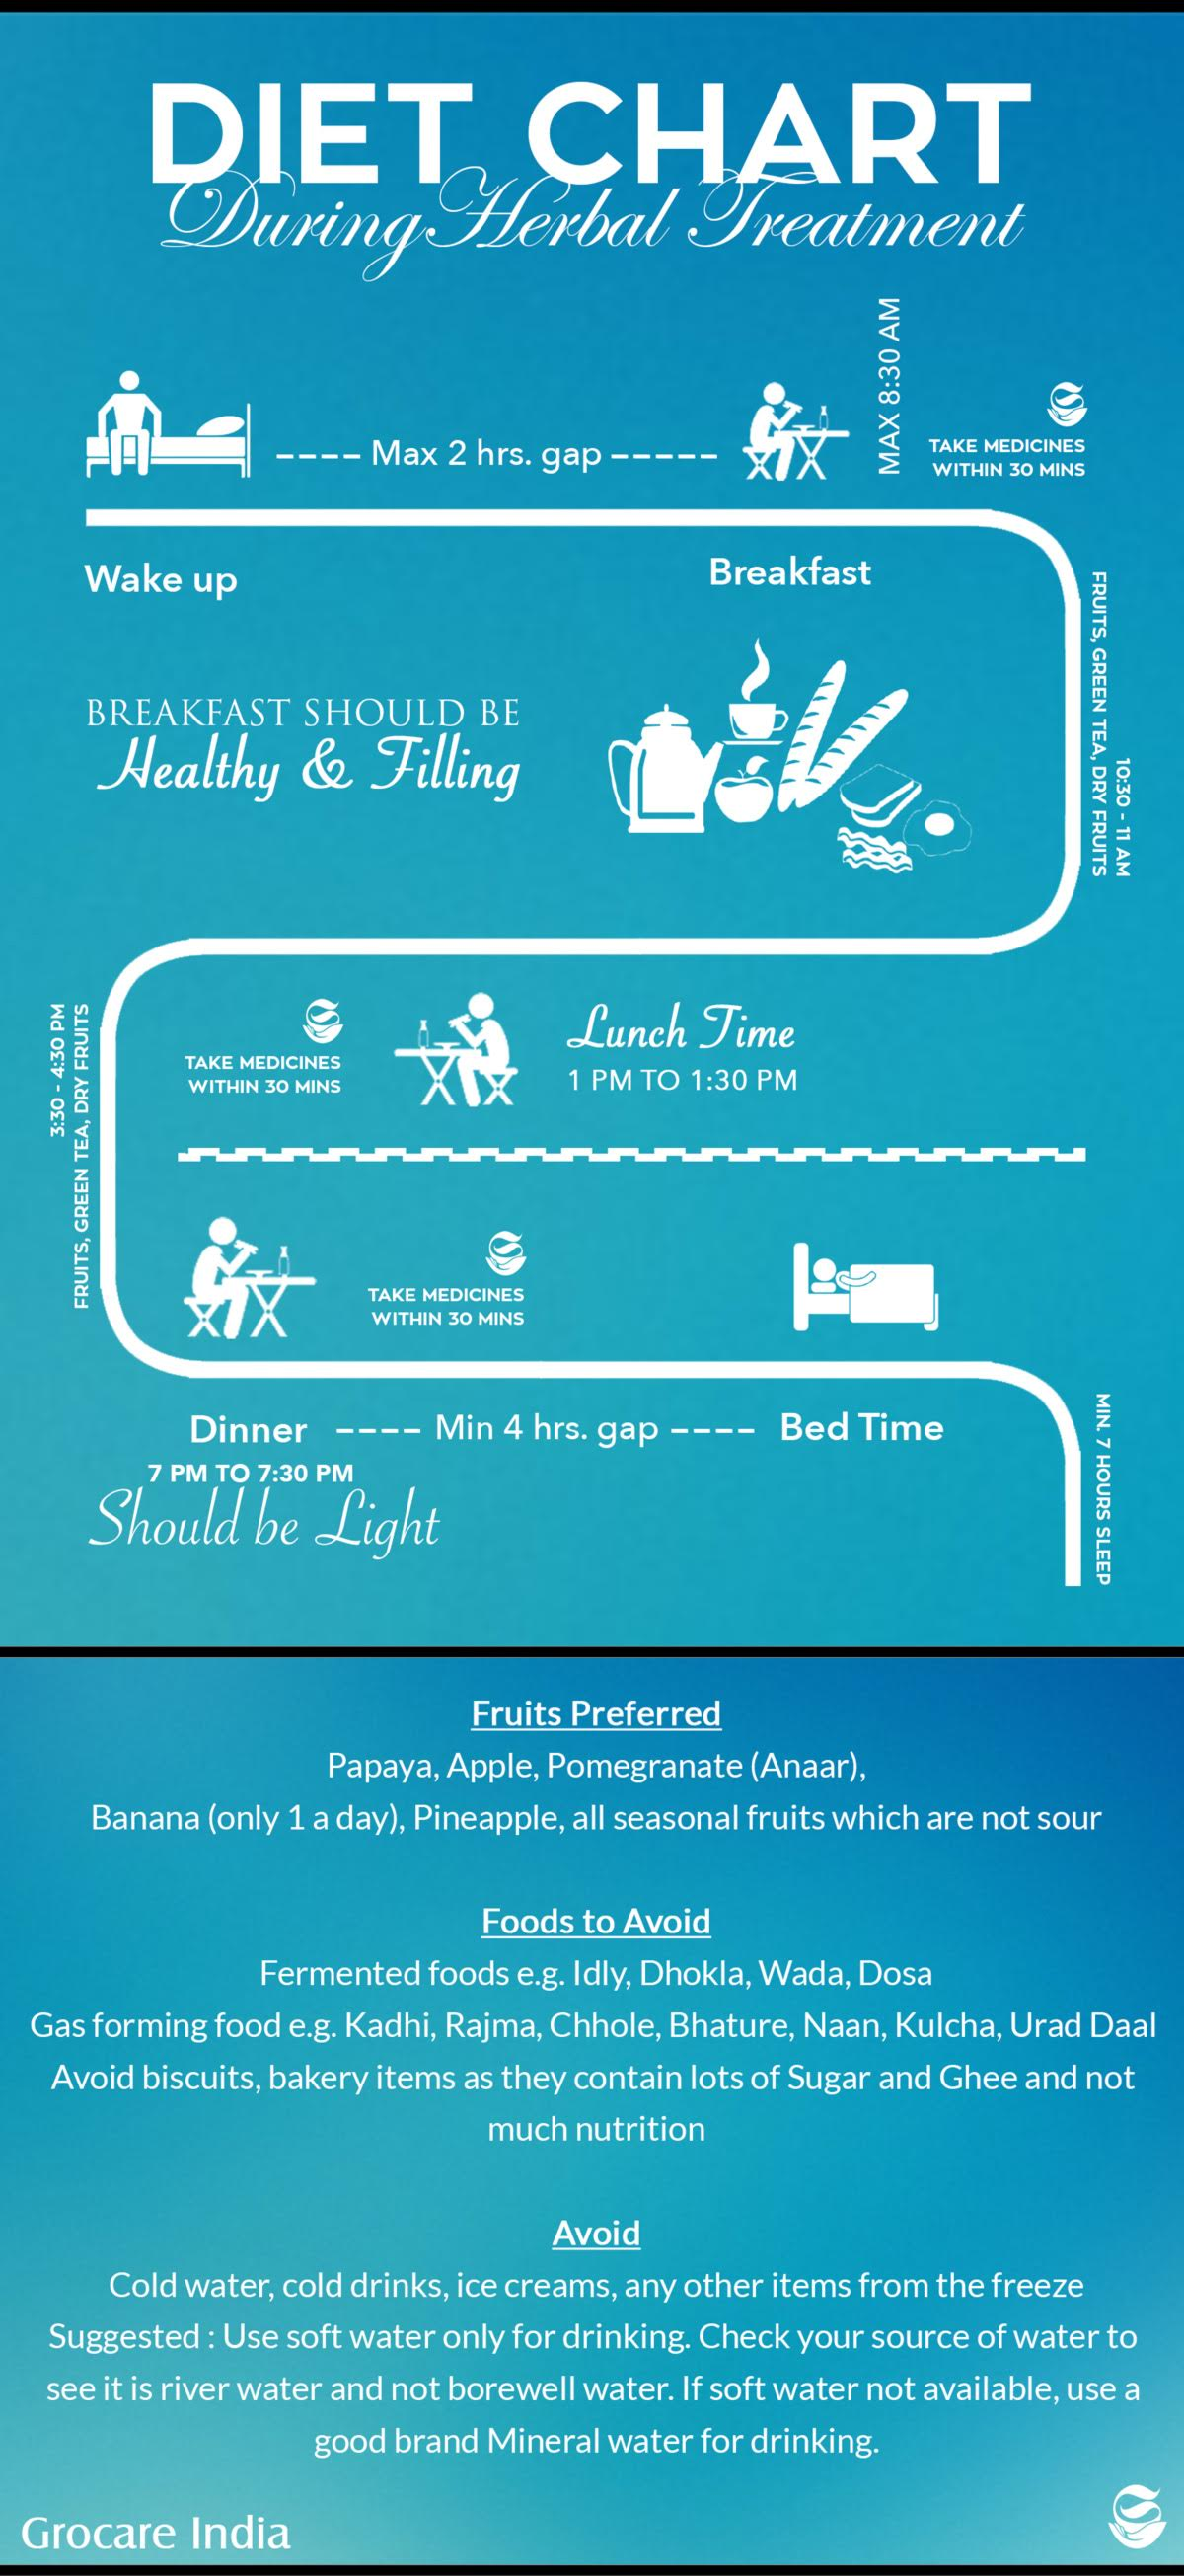 DIET CHART
During Herbal Treatment
MAX 8:30 AM
---- Max 2 hrs. gap -----
TAKE MEDICINES
WITHIN 30 MINS
Wake up
Breakfast
10:30 - 11 AM
FRUITS, GREEN TEA, DRY FRUITS
BREAKFAST SHOULD BE
Healthy & Filling
Lunch Time
1 PM TO 1:30 PM
TAKE MEDICINES
WITHIN 30 MINS
3:30 - 4:30 PM
FRUITS, GREEN TEA, DRY FRUITS
TAKE MEDICINES
WITHIN 30 MINS
Dinner ---- Min 4 hrs. gap ---- Bed Time
7 PM TO 7:30 PM
Should be Light
MIN. 7 HOURS SLEEP
Fruits Preferred
Papaya, Apple, Pomegranate (Anaar),
Banana (only 1 a day), Pineapple, all seasonal fruits which are not sour
Foods to Avoid
Fermented foods e.g. Idly, Dhokla, Wada, Dosa
Gas forming food e.g. Kadhi, Rajma, Chhole, Bhature, Naan, Kulcha, Urad Daal
Avoid biscuits, bakery items as they contain lots of Sugar and Ghee and not
much nutrition
Avoid
Cold water, cold drinks, ice creams, any other items from the freeze
Suggested : Use soft water only for drinking. Check your source of water to
see it is river water and not borewell water. If soft water not available, use a
good brand Mineral water for drinking.
Grocare India